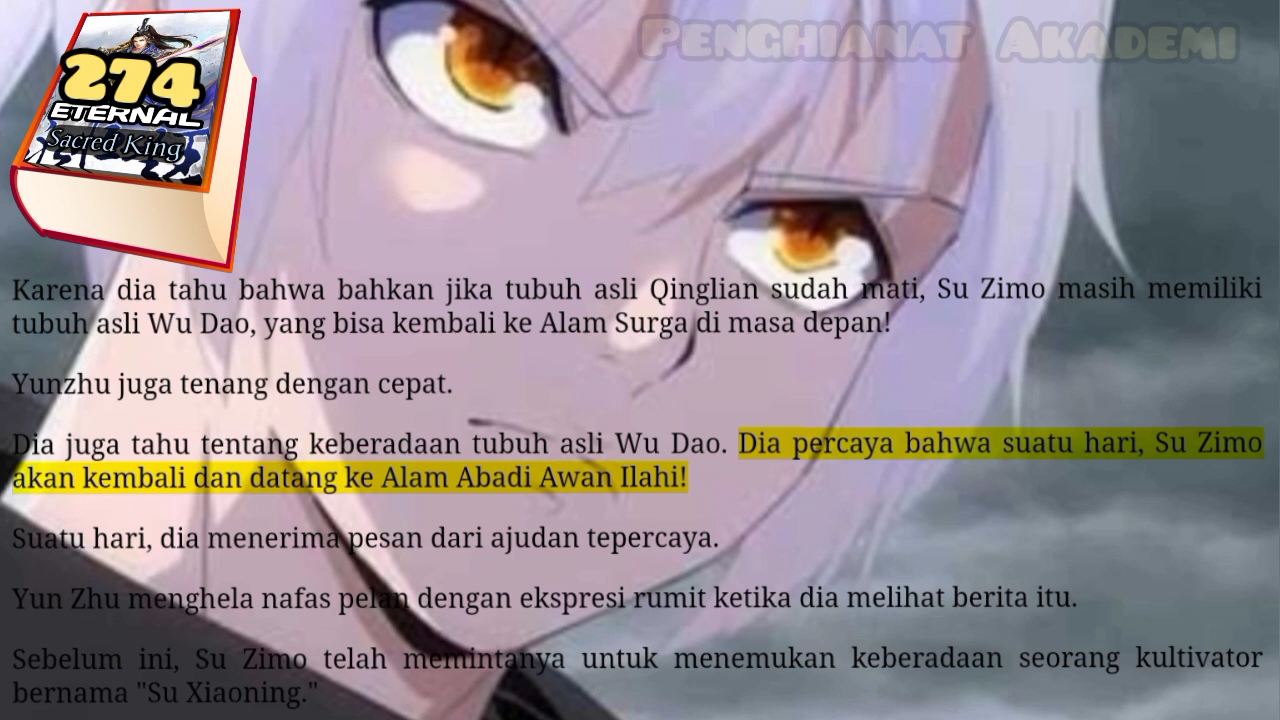 Penghianat Akademi
274
ETERNAL
Sacred King
Karena dia tahu bahwa bahkan jika tubuh asli Qinglian sudah mati, Su Zimo masih memiliki
tubuh asli Wu Dao, yang bisa kembali ke Alam Surga di masa depan!
Yunzhu juga tenang dengan cepat.
Dia juga tahu tentang keberadaan tubuh asli Wu Dao. Dia percaya bahwa suatu hari, Su Zimo
akan kembali dan datang ke Alam Abadi Awan Ilahi!
Suatu hari, dia menerima pesan dari ajudan tepercaya.
Yun Zhu menghela nafas pelan dengan ekspresi rumit ketika dia melihat berita itu.
Sebelum ini, Su Zimo telah memintanya untuk menemukan keberadaan seorang kultivator
bernama "Su Xiaoning."